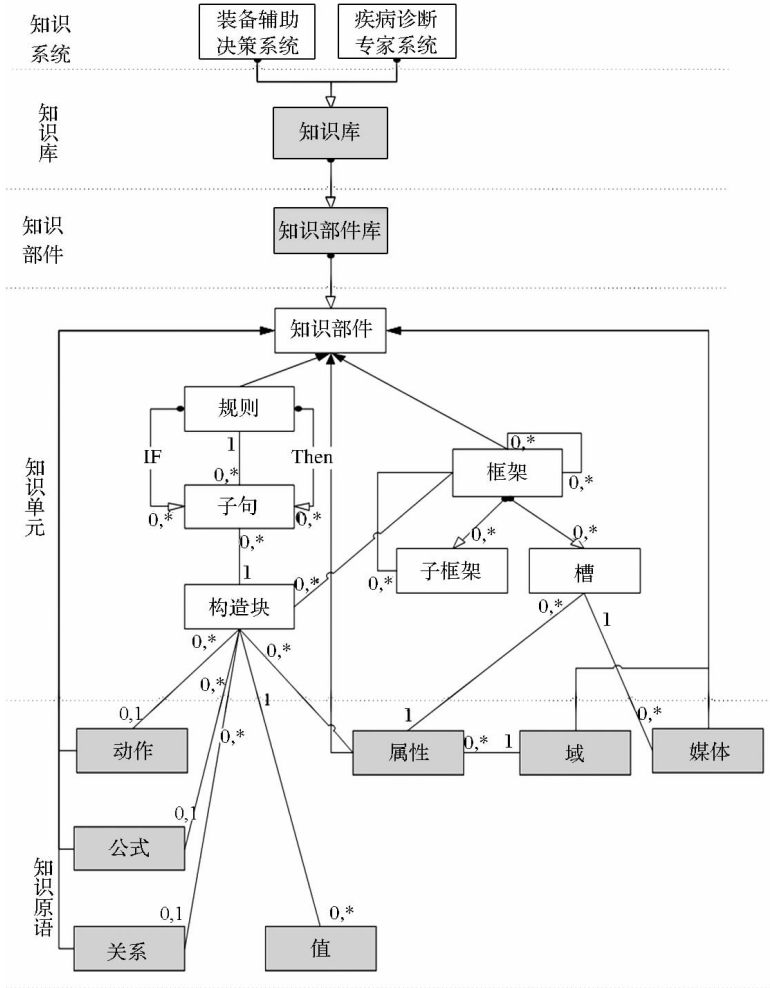 知识
系统
装备辅助
决策系统
疾病诊断
专家系统
知识库
知识库
知识
部件
知识部件库
知识单元
知识部件
规则
IF
Then
1
0,*
0,*
0,*
子句
0,*
1
构造块
0,*
框架
0,*
0,*
0,*
0,*
0,*
子框架
槽
0,*
1
0,*
0,*
0,*
0,*
1
0,1
1
0,*
动作
属性
0,*
1
域
媒体
0,1
公式
知识原语
0,1
0,*
关系
值